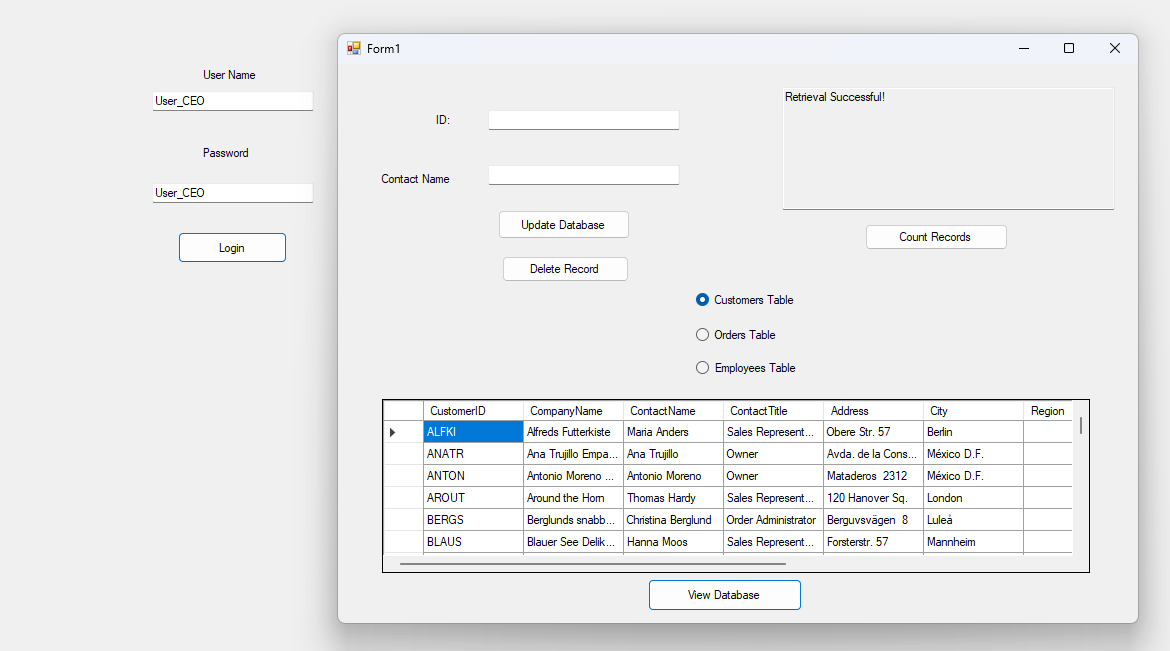 User Name
User_CEO
Password
User_CEO
Login
Form1
ID:
Contact Name
Update Database
Delete Record
Retrieval Successful!
Count Records
Customers Table
Orders Table
Employees Table
CustomerID CompanyName ContactName ContactTitle Address City Region
ALFKI Alfreds Futterkiste Maria Anders Sales Represent... Obere Str. 57 Berlin
ANATR Ana Trujillo Empa... Ana Trujillo Owner Avda. de la Cons... México D.F.
ANTON Antonio Moreno ... Antonio Moreno Owner Mataderos  2312 México D.F.
AROUT Around the Horn Thomas Hardy Sales Represent... 120 Hanover Sq. London
BERGS Berglunds snabb... Christina Berglund Order Administrator Berguvsvägen  8 Luleå
BLAUS Blauer See Delik... Hanna Moos Sales Represent... Forsterstr. 57 Mannheim
View Database